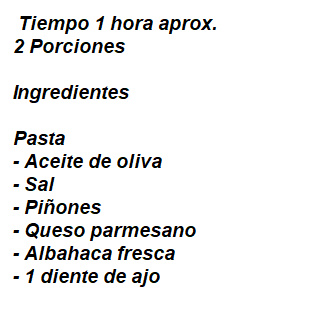 Tiempo 1 hora aprox.
2 Porciones
Ingredientes
Pasta
- Aceite de oliva
- Sal
- Piñones
- Queso parmesano
- Albahaca fresca
- 1 diente de ajo